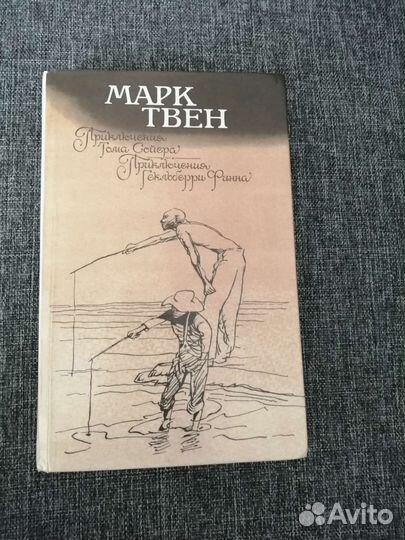 МАРК
ТВЕН
Приключения
Тома Сойера
Приключения
Гекльберри Финна
Avito